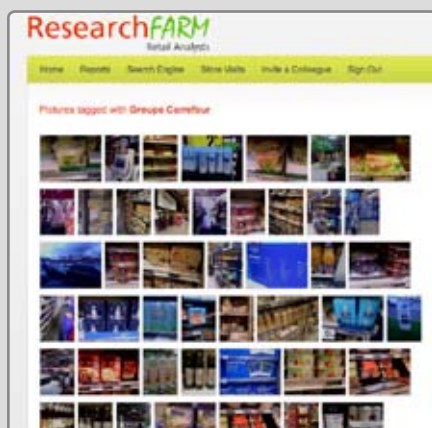 ResearchFARM
Retail Analysts
Home Reports Search Engine Store Visits Invite a Colleague Sign Out
Pictures tagged with Groupe Carrefour